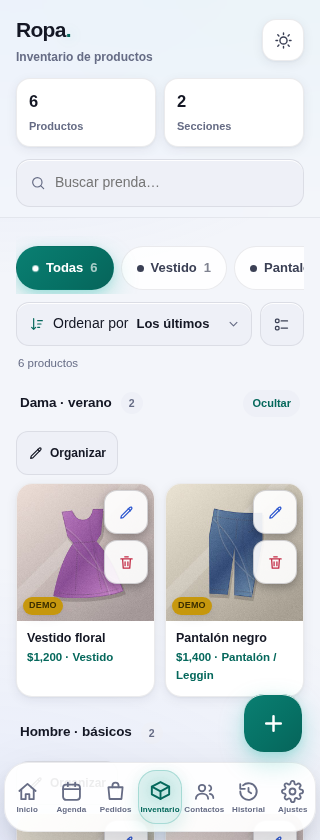 Ropa.
Inventario de productos
6
Productos
2
Secciones
Buscar prenda…
Todas 6
Vestido 1
Pantal
Ordenar por Los últimos
6 productos
Dama · verano 2
Ocultar
Organizar
DEMO
Vestido floral
$1,200 · Vestido
DEMO
Pantalón negro
$1,400 · Pantalón /
Leggin
Hombre · básicos 2
Organizar
Inicio
Agenda
Pedidos
Inventario
Contactos
Historial
Ajustes